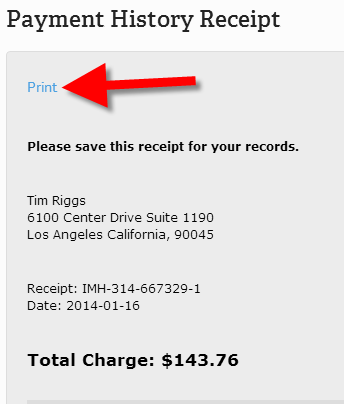 Payment History Receipt
Print
Please save this receipt for your records.
Tim Riggs
6100 Center Drive Suite 1190
Los Angeles California, 90045
Receipt: IMH-314-667329-1
Date: 2014-01-16
Total Charge: $143.76